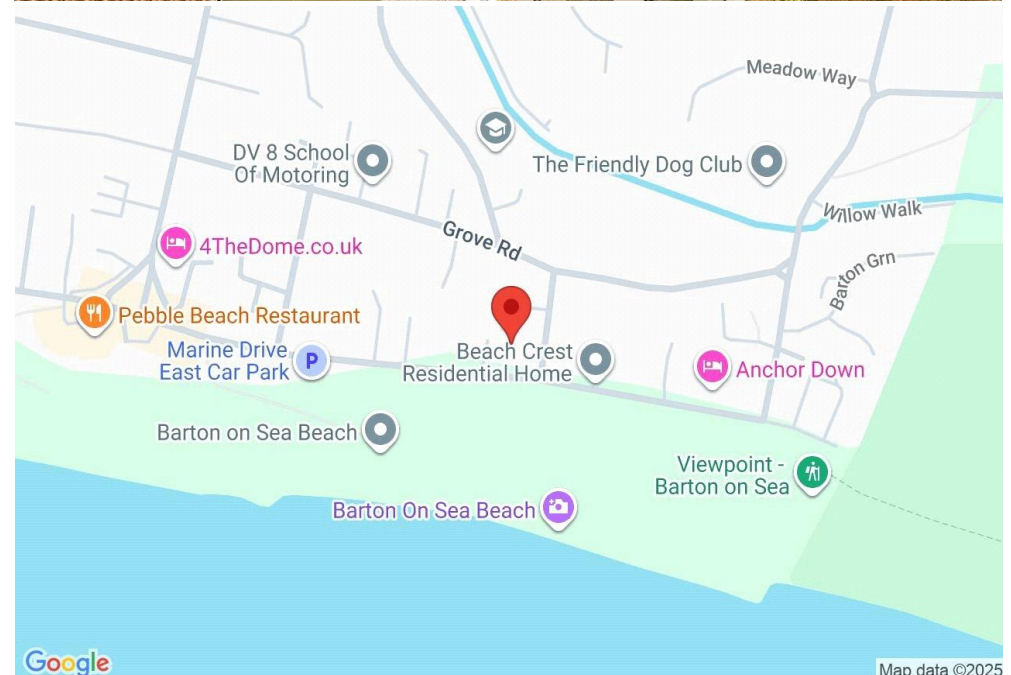 Meadow Way
DV 8 School
Of Motoring
The Friendly Dog Club
Willow Walk
Grove Rd
4TheDome.co.uk
Barton Grn
Pebble Beach Restaurant
Marine Drive
East Car Park
P
Beach Crest
Residential Home
Anchor Down
Barton on Sea Beach
Viewpoint -
Barton on Sea
Barton On Sea Beach
Google
Map data ©2025